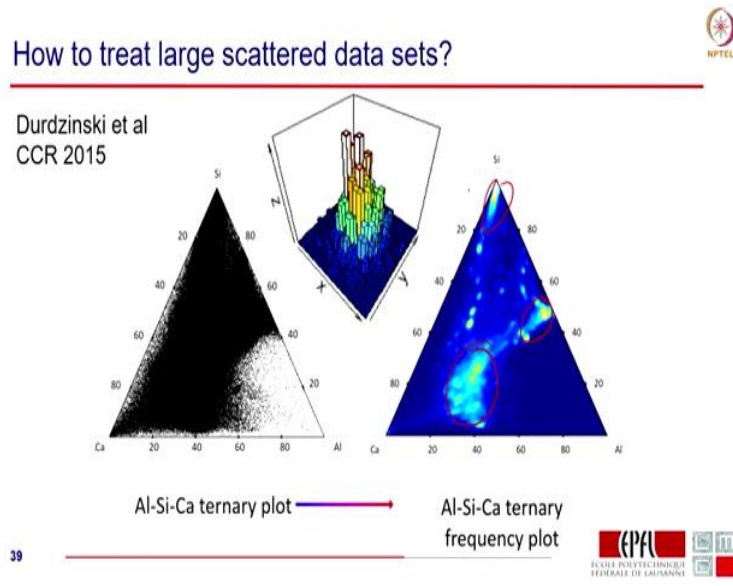 How to treat large scattered data sets?
NPTEL
Durdzinski et al
CCR 2015
Z
X
Y
Si
20
80
40
60
60
40
80
20
Ca
20
40
60
80
Al
Si
20
80
40
60
60
40
80
20
Ca
20
40
60
80
Al
Al-Si-Ca ternary plot
Al-Si-Ca ternary
frequency plot
39
EPFL
ÉCOLE POLYTECHNIQUE
FÉDÉRALE DE LAUSANNE